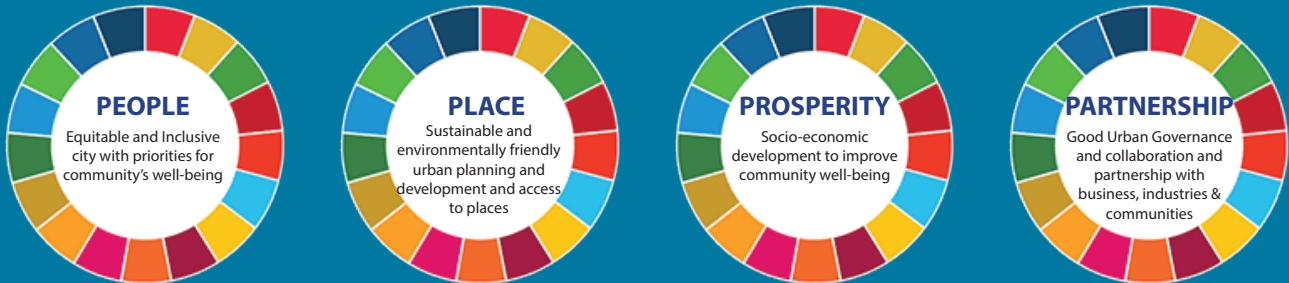 PEOPLE
Equitable and Inclusive
city with priorities for
community's well-being
PLACE
Sustainable and
environmentally friendly
urban planning and
development and access
to places
PROSPERITY
Socio-economic
development to improve
community well-being
PARTNERSHIP
Good Urban Governance
and collaboration and
partnership with
business, industries &
communities